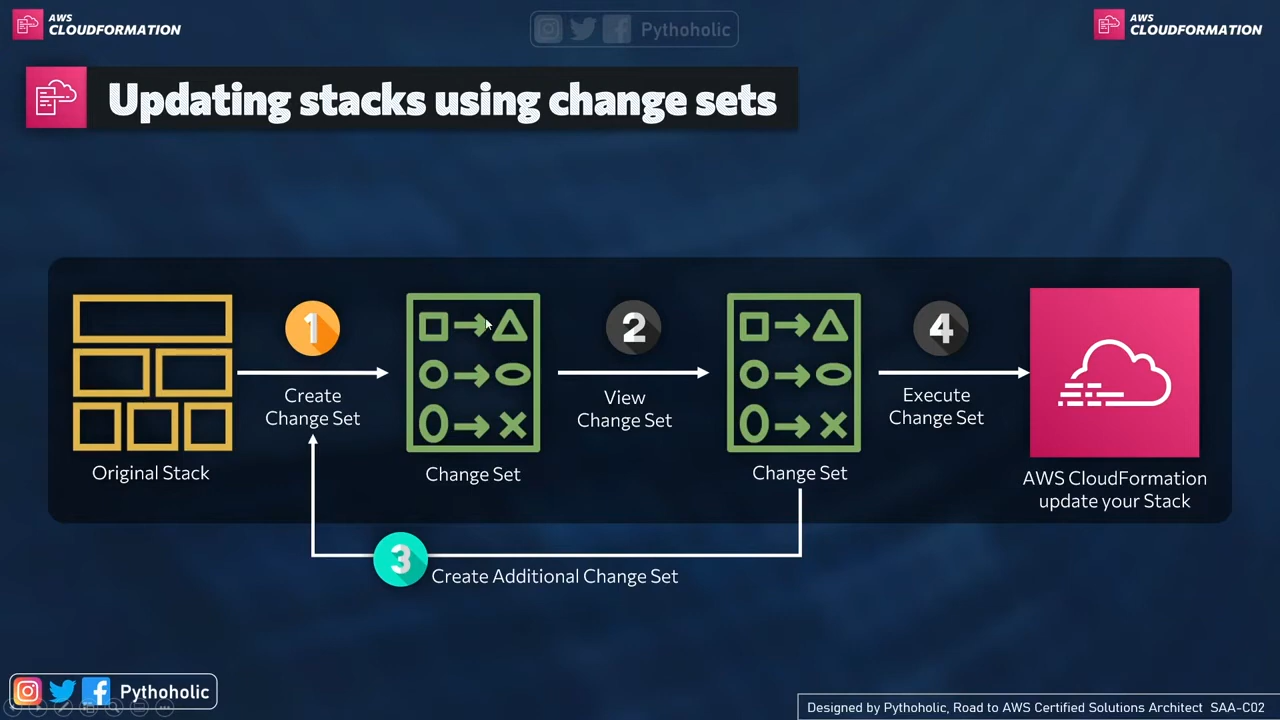 AWS
CLOUDFORMATION
Pythoholic
AWS
CLOUDFORMATION
Updating stacks using change sets
1
2
4
Create
Change Set
View
Change Set
Execute
Change Set
Original Stack
Change Set
Change Set
AWS CloudFormation
update your Stack
3
Create Additional Change Set
Pythoholic
Designed by Pythoholic, Road to AWS Certified Solutions Architect SAA-C02